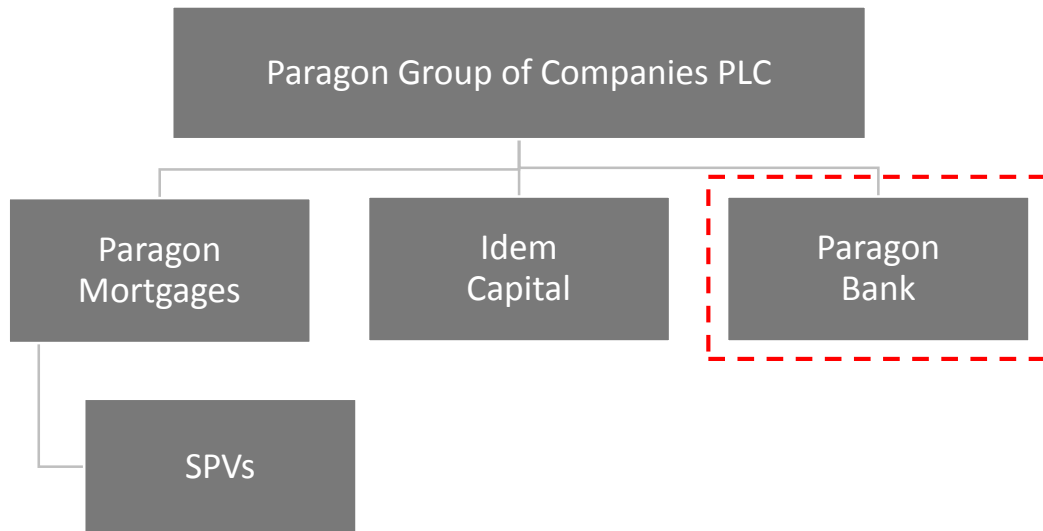 Paragon Group of Companies PLC
Paragon
Mortgages
Idem
Capital
Paragon
Bank
SPVs